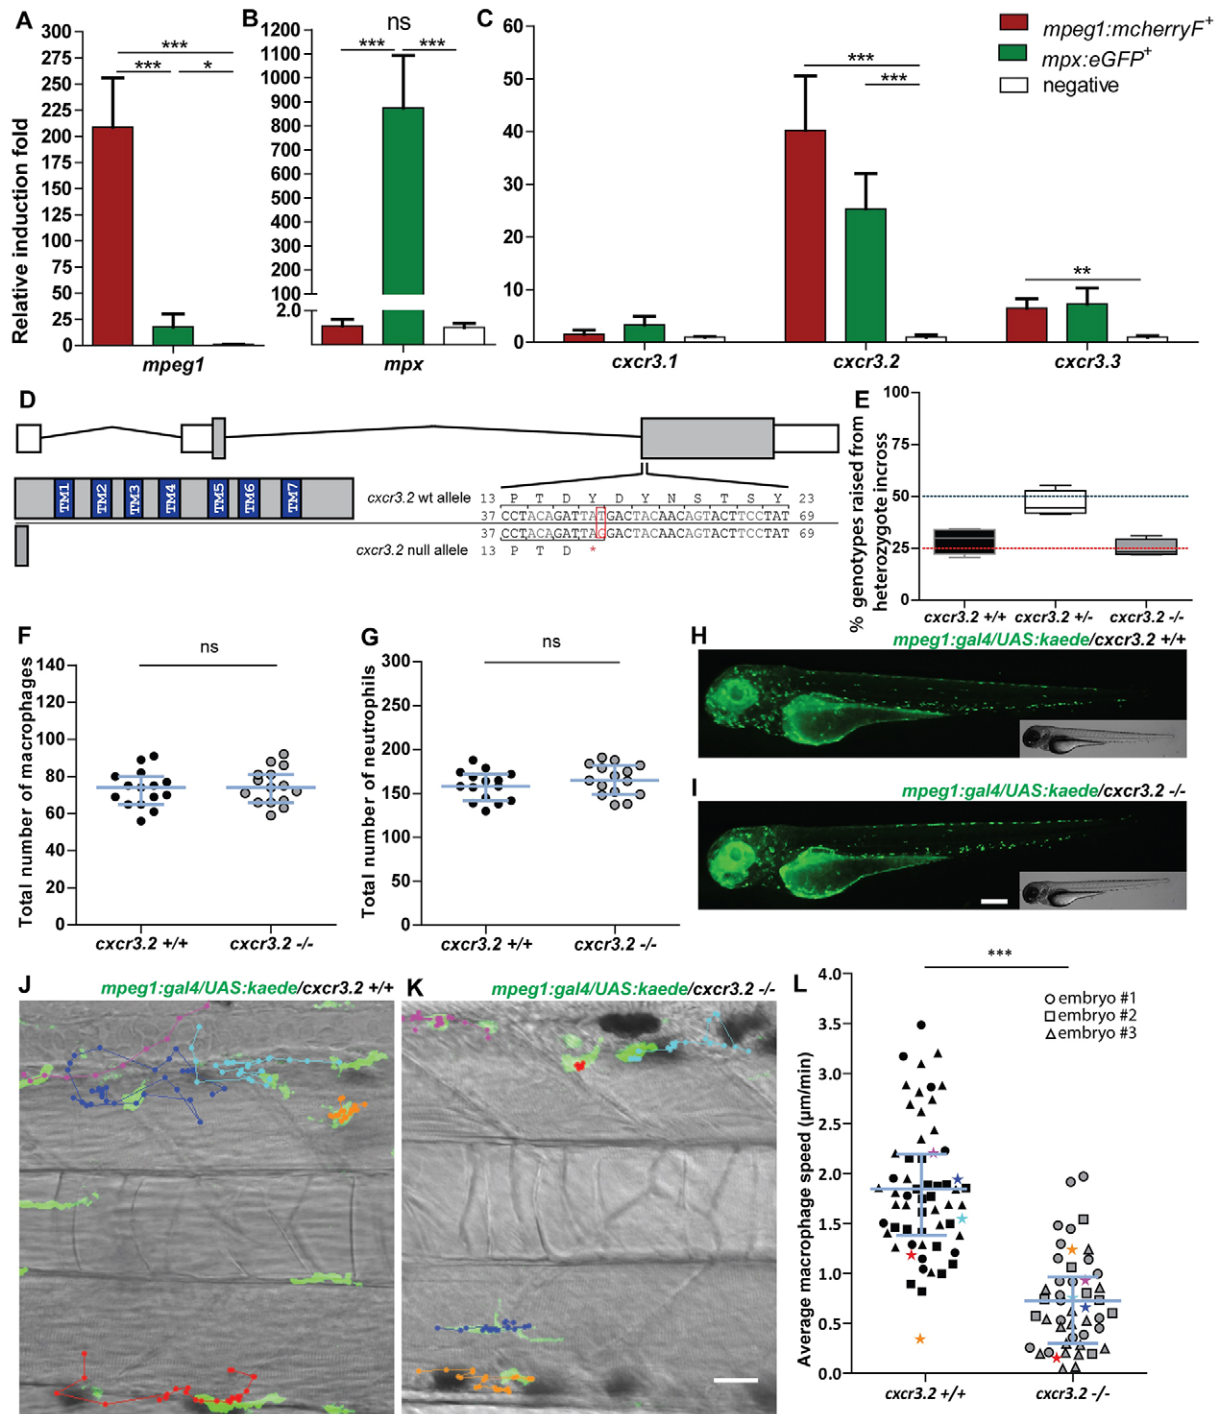 A
B
C
ns
mpeg1:mcherryF+
mpx:eGFP+
negative
***
***
*
***
***
***
***
**
Relative induction fold
300
275
250
225
200
175
150
125
100
75
50
25
0
mpeg1
1200
1100
1000
900
800
700
600
500
400
300
200
100
2.0
0
mpx
60
50
40
30
20
10
0
cxcr3.1
cxcr3.2
cxcr3.3
D
TM1 TM2 TM3 TM4 TM5 TM6 TM7
cxcr3.2 wt allele 13 P T D Y D Y N S T S Y 23
37 CCTACAGATTATGACTACAACAGTACTTCCTAT 69
37 CCTACAGATTAGGACTACAACAGTACTTCCTAT 69
cxcr3.2 null allele 13 P T D *
E
% genotypes raised from
heterozygote incross
100
75
50
25
0
cxcr3.2 +/+ cxcr3.2 +/- cxcr3.2 -/-
F
ns
Total number of macrophages
140
120
100
80
60
40
20
0
cxcr3.2 +/+ cxcr3.2 -/-
G
ns
Total number of neutrophils
300
250
200
150
100
50
0
cxcr3.2 +/+ cxcr3.2 -/-
H
mpeg1:gal4/UAS:kaede/cxcr3.2 +/+
I
mpeg1:gal4/UAS:kaede/cxcr3.2 -/-
J
mpeg1:gal4/UAS:kaede/cxcr3.2 +/+
K
mpeg1:gal4/UAS:kaede/cxcr3.2 -/-
L
***
embryo #1
embryo #2
embryo #3
Average macrophage speed (µm/min)
4.0
3.5
3.0
2.5
2.0
1.5
1.0
0.5
0.0
cxcr3.2 +/+ cxcr3.2 -/-